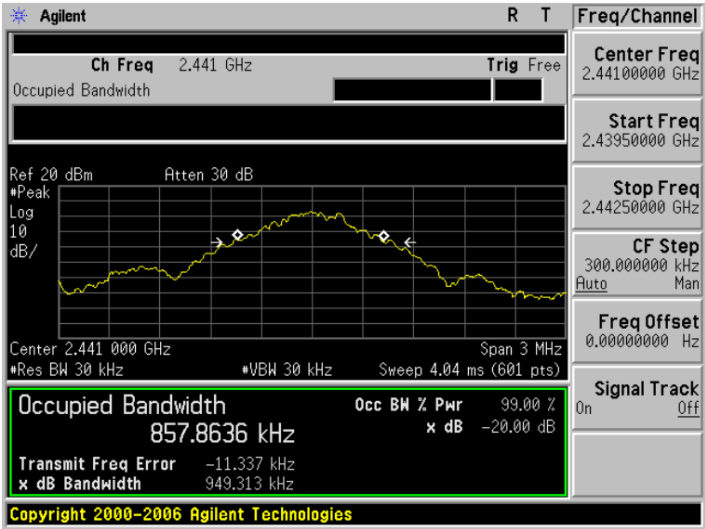 Agilent R T
Freq/Channel
Ch Freq 2.441 GHz Trig Free
Occupied Bandwidth
Center Freq
2.44100000 GHz
Start Freq
2.43950000 GHz
Stop Freq
2.44250000 GHz
CF Step
300.000000 kHz
Auto Man
Freq Offset
0.00000000 Hz
Signal Track
On Off
Ref 20 dBm Atten 30 dB
#Peak
Log
10
dB/
Center 2.441 000 GHz Span 3 MHz
#Res BW 30 kHz #VBW 30 kHz Sweep 4.04 ms (601 pts)
Occupied Bandwidth Occ BW % Pwr 99.00 %
857.8636 kHz x dB -20.00 dB
Transmit Freq Error -11.337 kHz
x dB Bandwidth 949.313 kHz
Copyright 2000-2006 Agilent Technologies